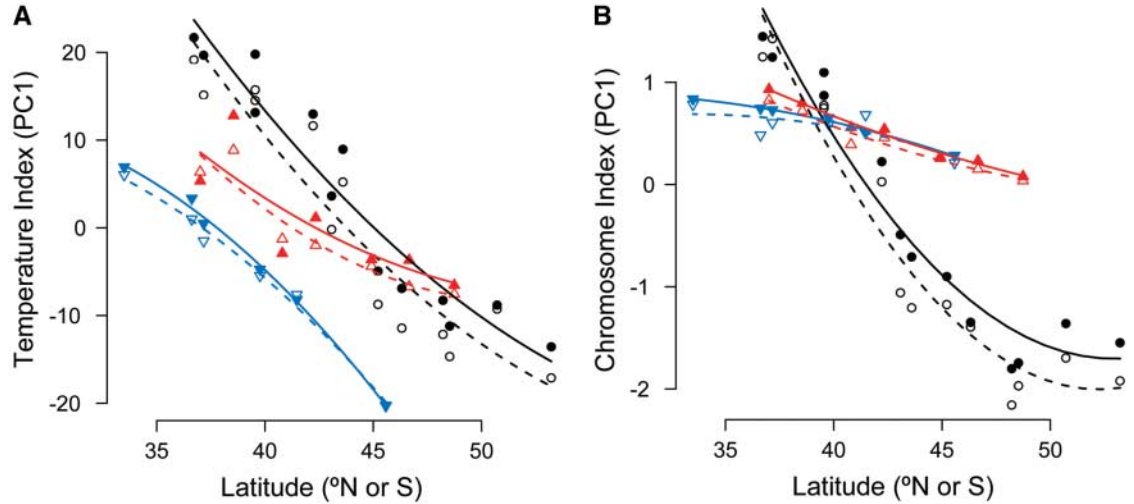 A
Temperature Index (PC1)
20
10
0
-10
-20
35
40
45
50
Latitude (ºN or S)
B
Chromosome Index (PC1)
1
0
-1
-2
35
40
45
50
Latitude (ºN or S)